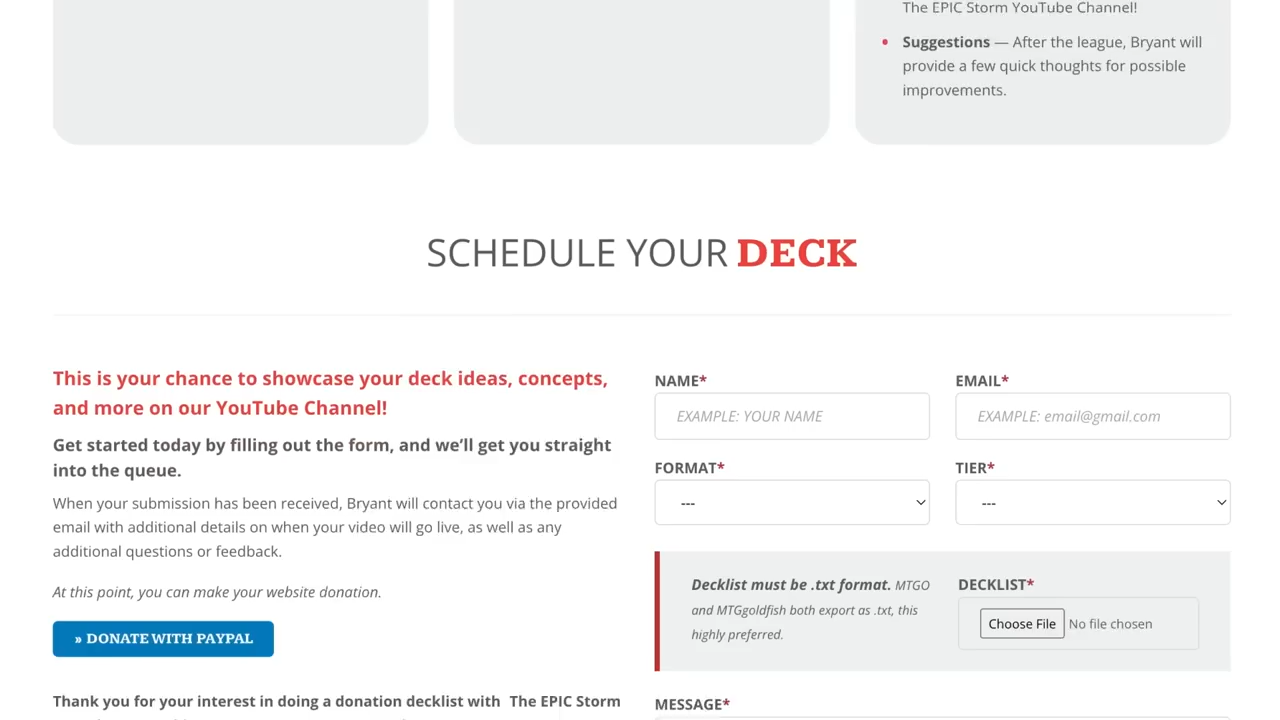 The EPIC Storm YouTube Channel!
• Suggestions — After the league, Bryant will
provide a few quick thoughts for possible
improvements.
SCHEDULE YOUR DECK
This is your chance to showcase your deck ideas, concepts,
and more on our YouTube Channel!
Get started today by filling out the form, and we’ll get you straight
into the queue.
When your submission has been received, Bryant will contact you via the provided
email with additional details on when your video will go live, as well as any
additional questions or feedback.
At this point, you can make your website donation.
» DONATE WITH PAYPAL
Thank you for your interest in doing a donation decklist with The EPIC Storm
NAME*
EXAMPLE: YOUR NAME
EMAIL*
EXAMPLE: email@gmail.com
FORMAT*
---
TIER*
---
Decklist must be .txt format. MTGO
and MTGgoldfish both export as .txt, this
highly preferred.
DECKLIST*
Choose File No file chosen
MESSAGE*